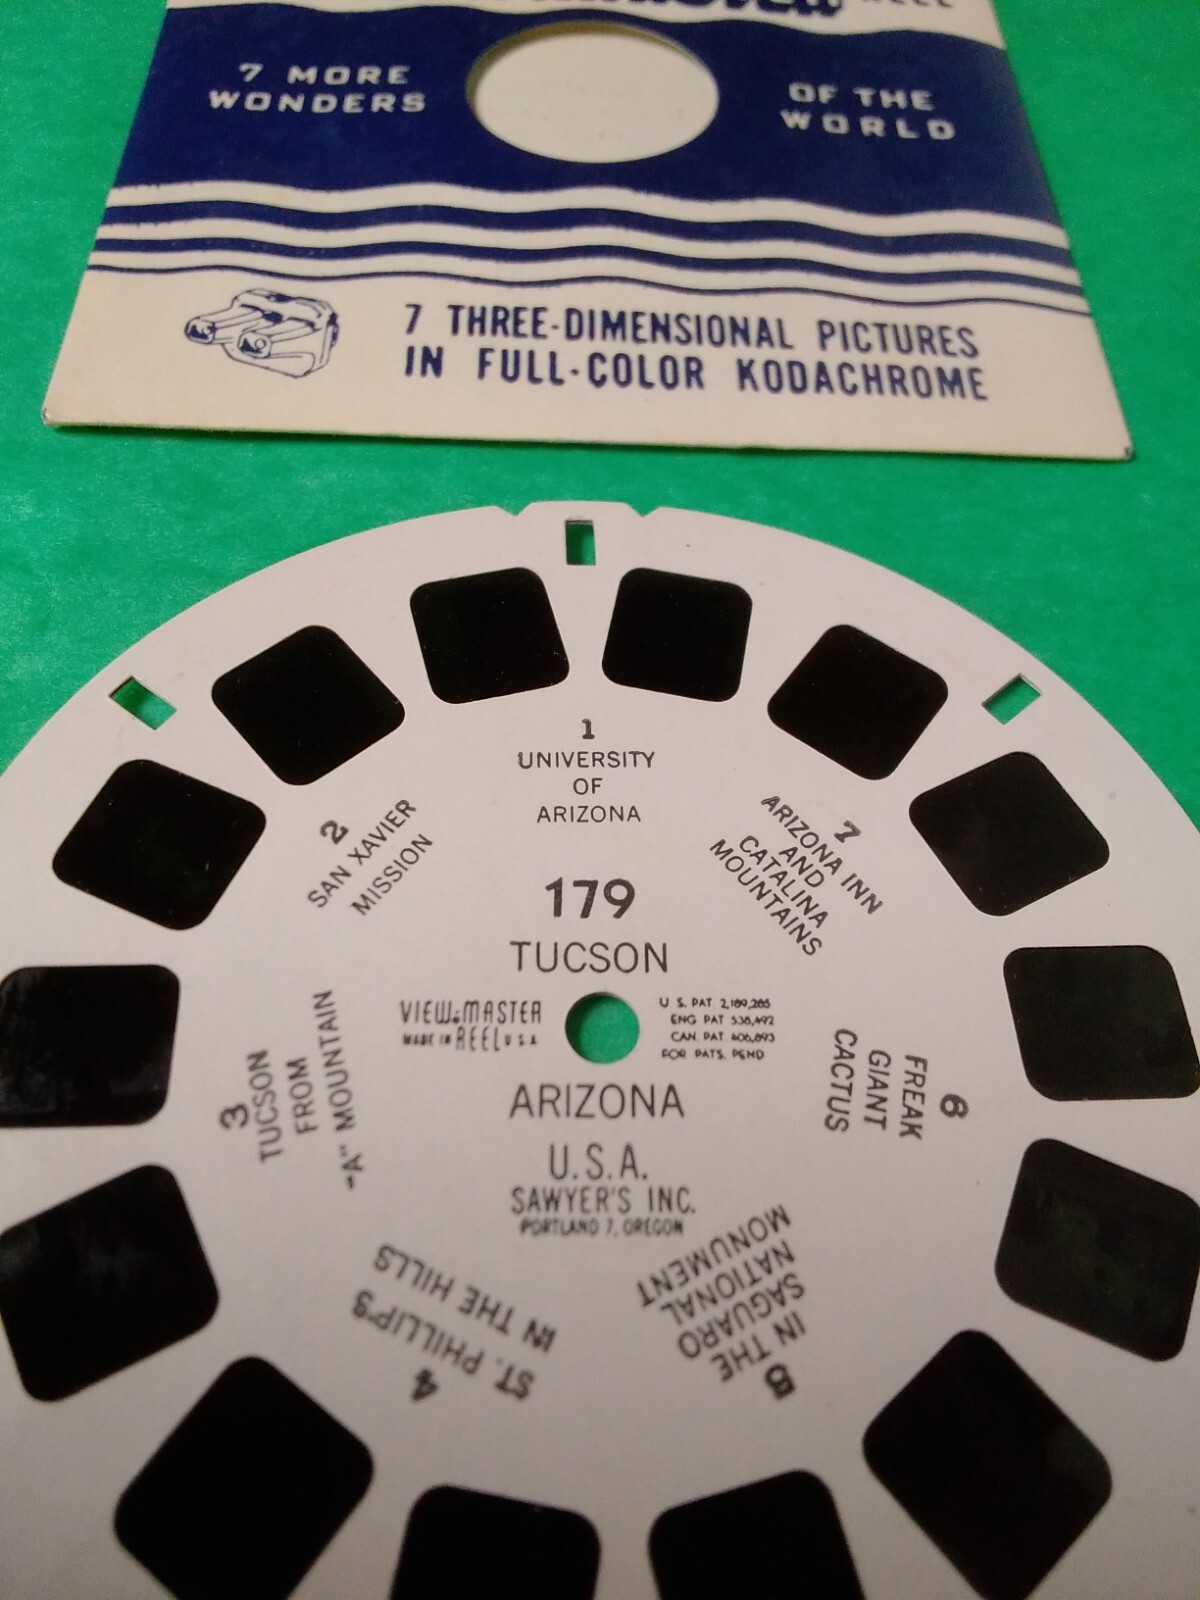 7 MORE
WONDERS
OF THE
WORLD
7 THREE-DIMENSIONAL PICTURES
IN FULL-COLOR KODACHROME
1
UNIVERSITY
OF
ARIZONA
2
SAN XAVIER
MISSION
3
TUCSON
FROM
"A" MOUNTAIN
4
ST. PHILLIP'S
IN THE HILLS
5
IN THE
SAGUARO
NATIONAL
MONUMENT
6
FREAK
GIANT
CACTUS
7
ARIZONA INN
AND
CATALINA
MOUNTAINS
179
TUCSON
VIEW-MASTER
MADE IN REEL U S A
U S. PAT 2,189,285
ENG PAT 538,492
CAN. PAT. 406,893
FOR PATS. PEND
ARIZONA
U.S.A.
SAWYER'S INC.
PORTLAND 7, OREGON